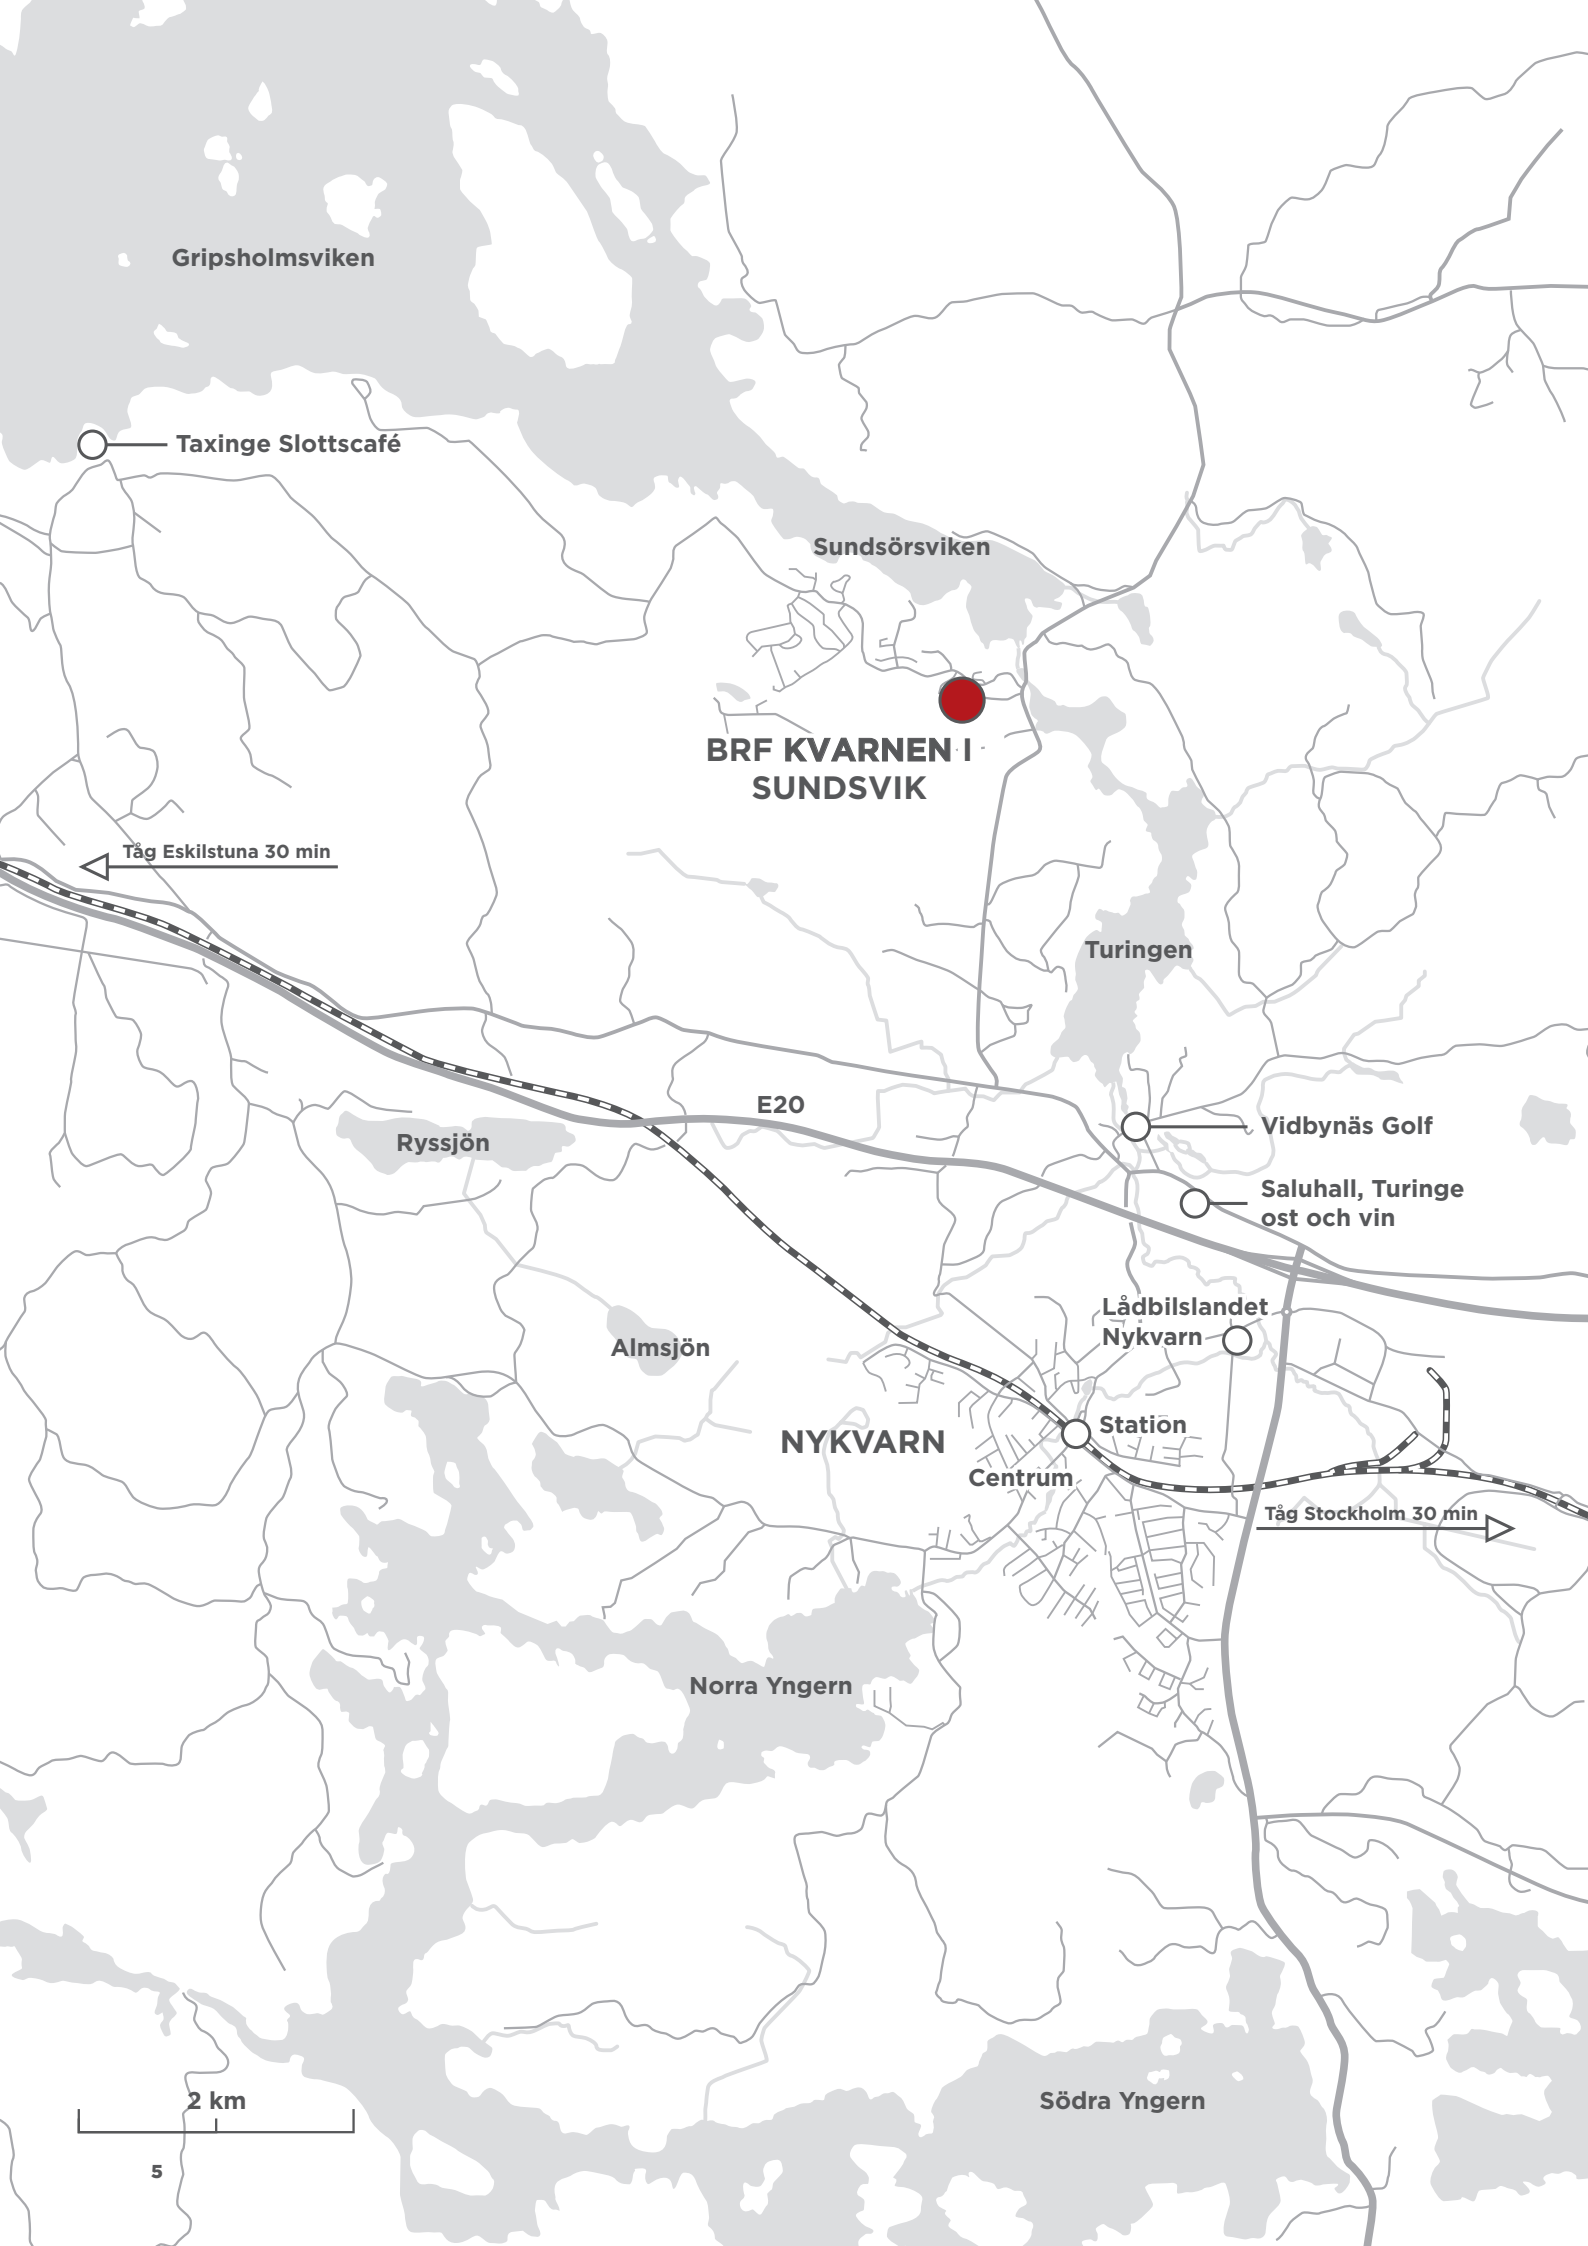 Gripsholmsviken
Taxinge Slottscafé
Sundsörsviken
BRF KVARNEN I
SUNDSVIK
Tåg Eskilstuna 30 min
Turingen
E20
Vidbynäs Golf
Ryssjön
Saluhall, Turinge
ost och vin
Lådbilslandet
Nykvarn
Almsjön
Station
NYKVARN
Centrum
Tåg Stockholm 30 min
Norra Yngern
Södra Yngern
2 km
5